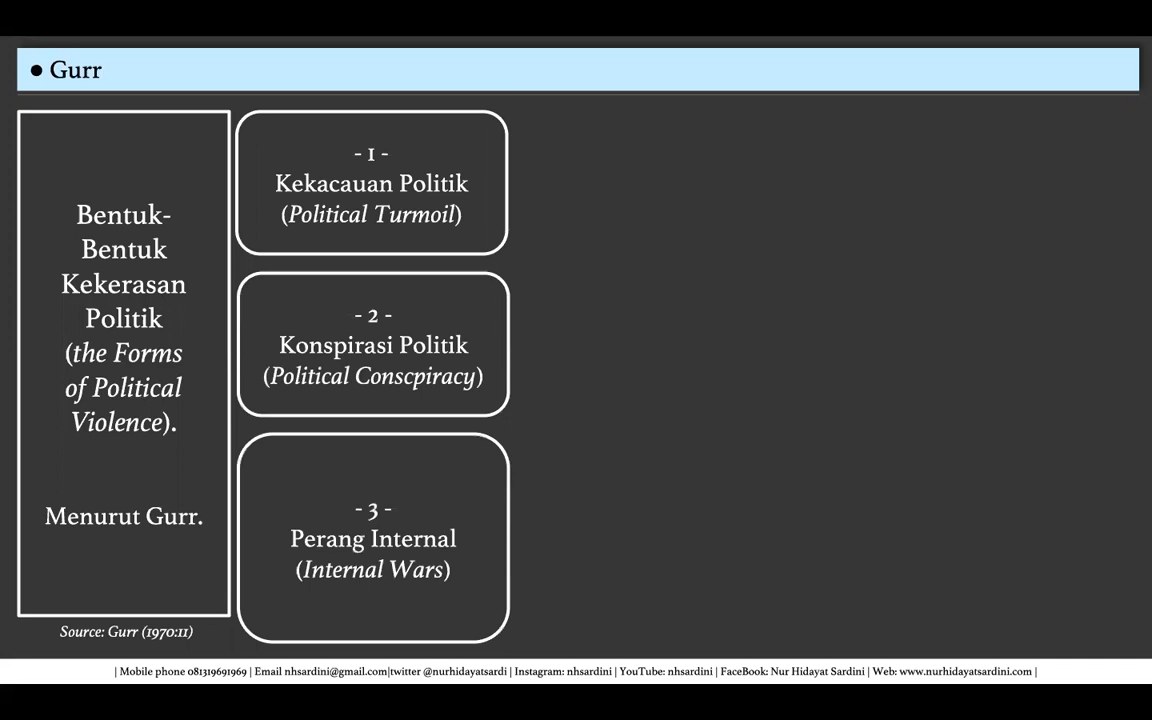 ● Gurr
Bentuk-
Bentuk
Kekerasan
Politik
(the Forms
of Political
Violence).
Menurut Gurr.
Source: Gurr (1970:11)
- 1 -
Kekacauan Politik
(Political Turmoil)
- 2 -
Konspirasi Politik
(Political Conscpiracy)
- 3 -
Perang Internal
(Internal Wars)
| Mobile phone 081319691969 | Email nhsardini@gmail.com|twitter @nurhidayatsardi | Instagram: nhsardini | YouTube: nhsardini | FaceBook: Nur Hidayat Sardini | Web: www.nurhidayatsardini.com |